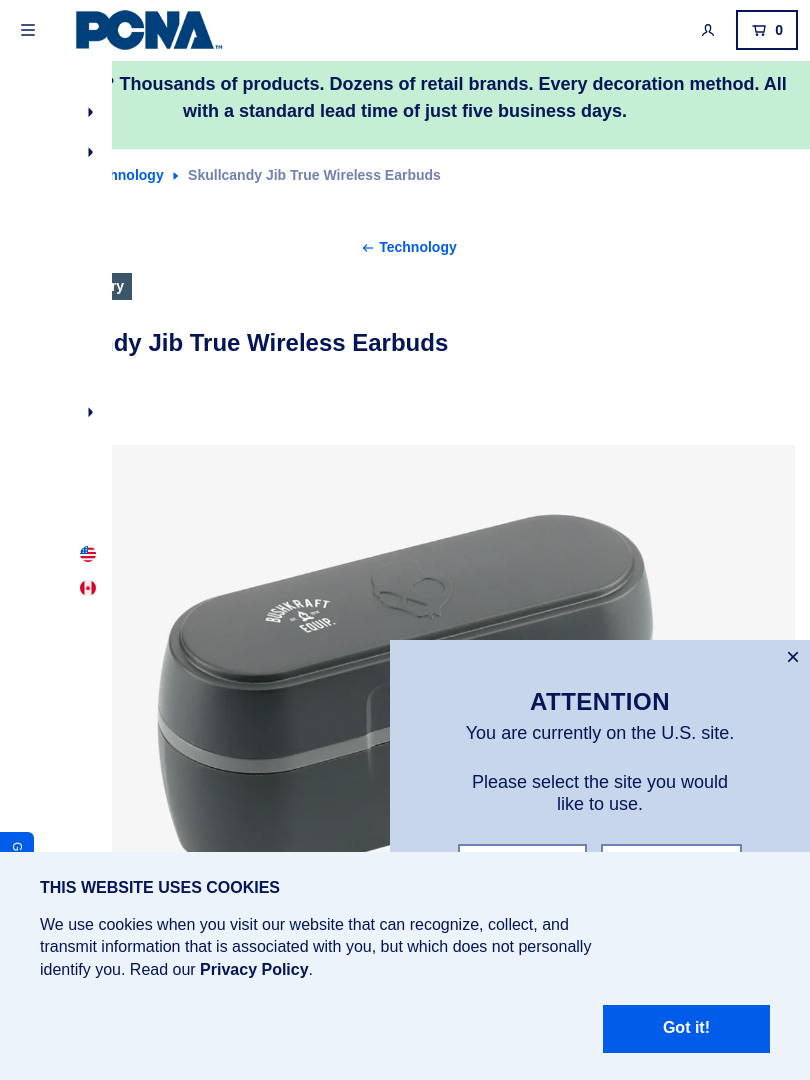 PCNA
™
0
? Thousands of products. Dozens of retail brands. Every decoration method. All
with a standard lead time of just five business days.
Skullcandy Jib True Wireless Earbuds
Technology
True Wireless Earbuds
Jib
BUSHKRAFT
EQUIP.
ATTENTION
You are currently on the U.S. site.
Please select the site you would
like to use.
G
THIS WEBSITE USES COOKIES
We use cookies when you visit our website that can recognize, collect, and
transmit information that is associated with you, but which does not personally
identify you. Read our Privacy Policy.
Got it!